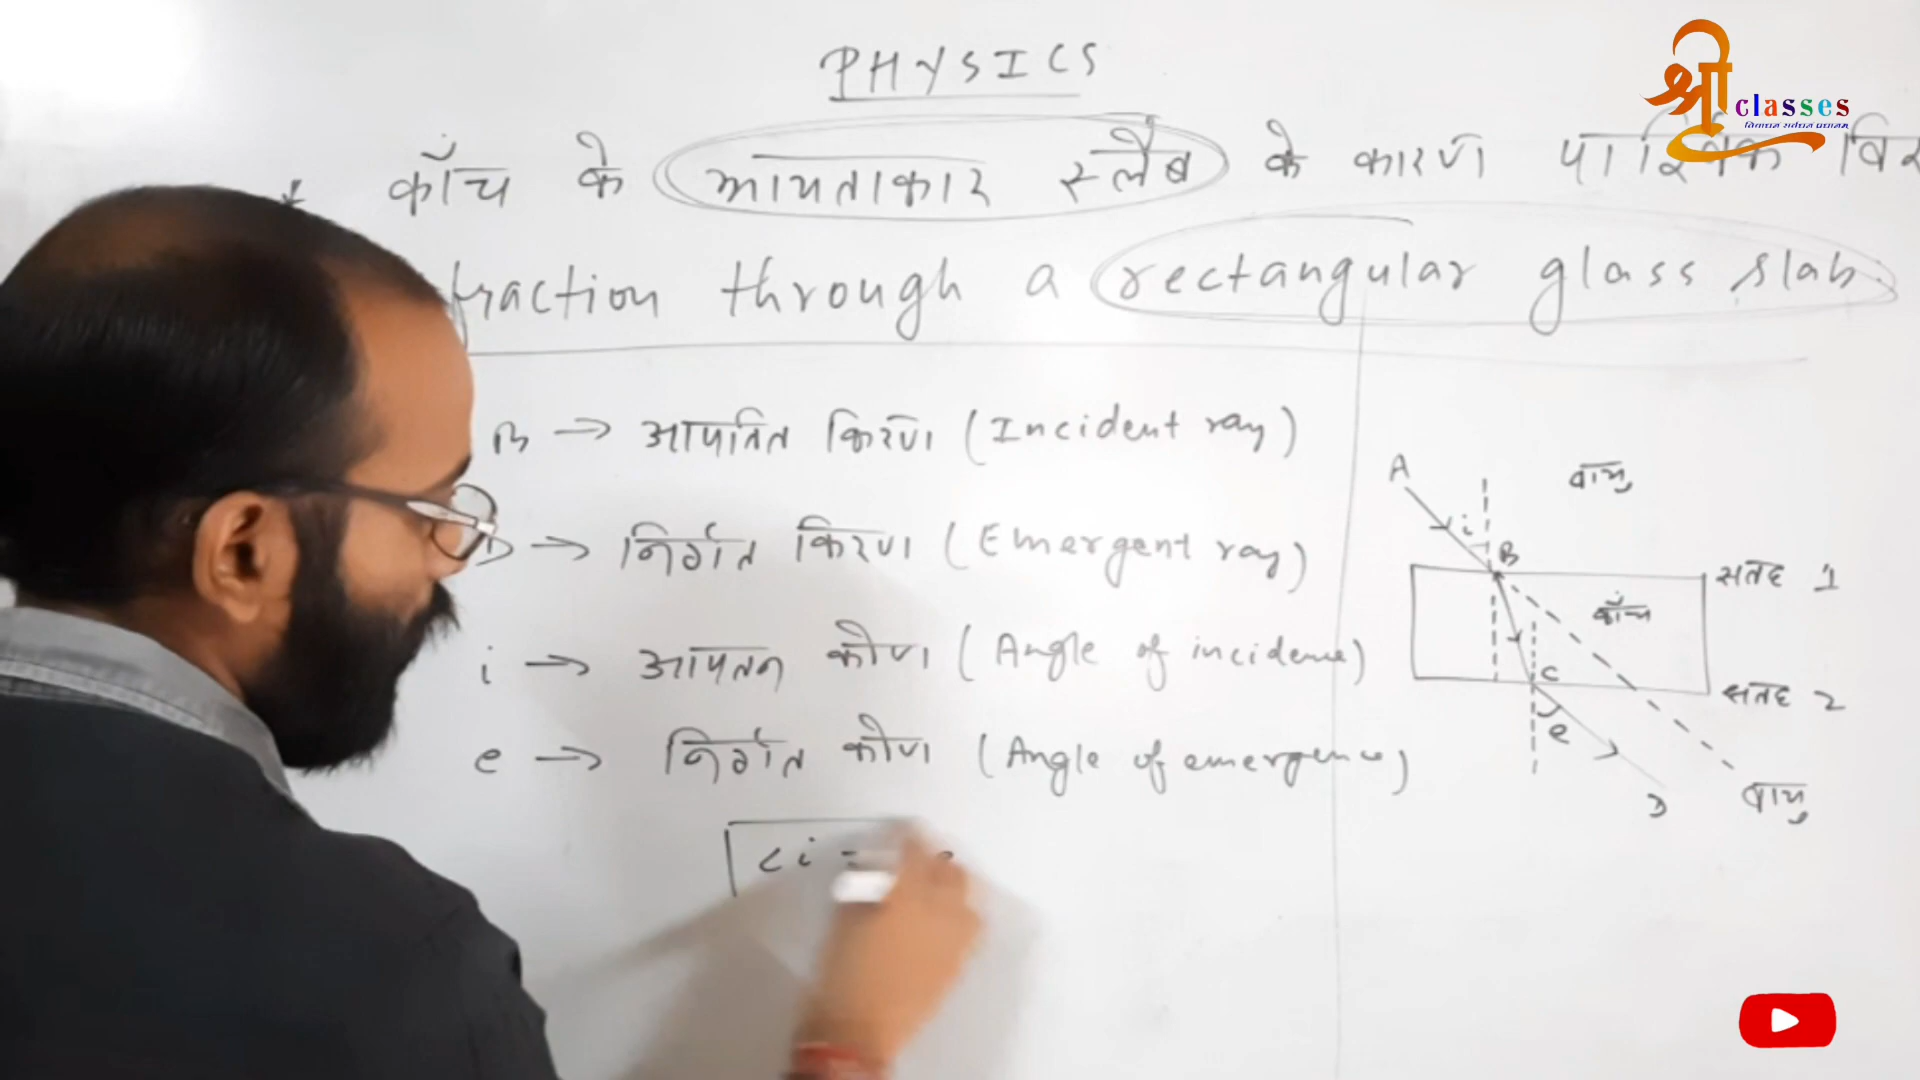 PHYSICS
श्री classes
* काँच के आयताकार स्लैब के कारण पार्श्विक वि
fraction through a rectangular glass slab
B → आपतित किरण (Incident ray)
D → निर्गत किरण (Emergent ray)
i → आपतन कोण (Angle of incidence)
e → निर्गत कोण (Angle of emergence)
<i =
A
वायु
i
B
सतह 1
काँच
C
सतह 2
e
D
वायु